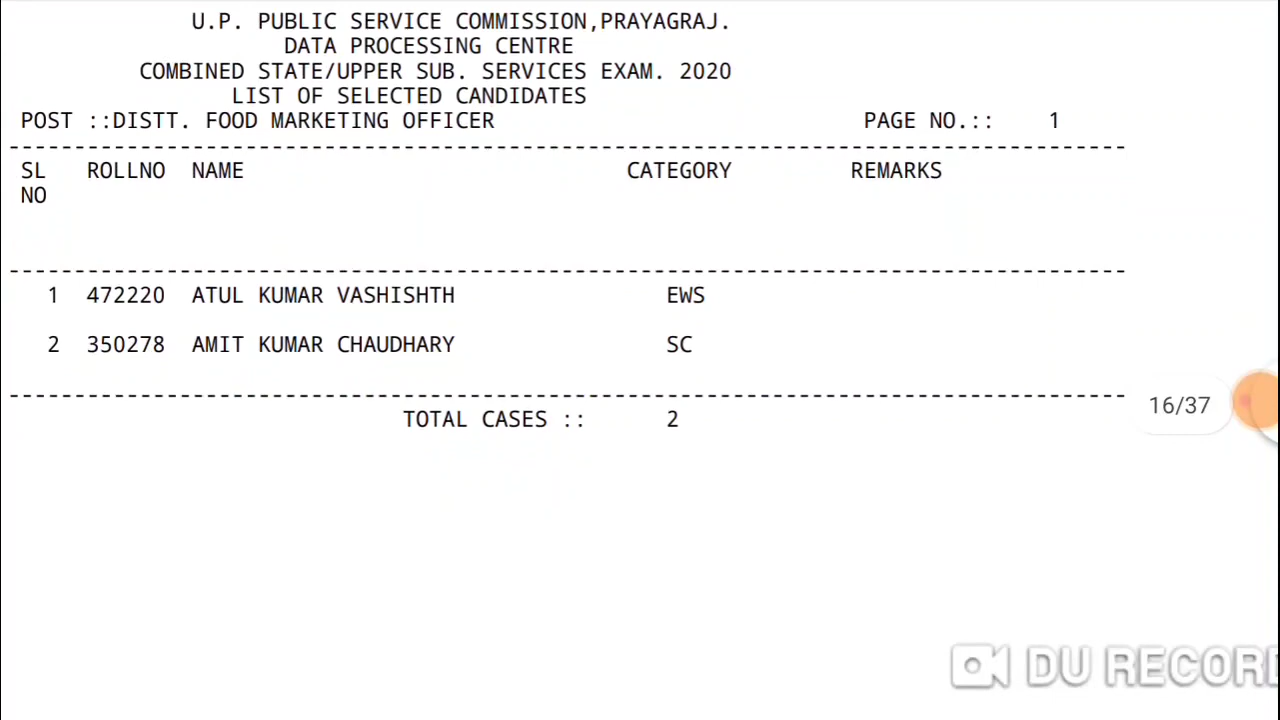 U.P. PUBLIC SERVICE COMMISSION,PRAYAGRAJ.
DATA PROCESSING CENTRE
COMBINED STATE/UPPER SUB. SERVICES EXAM. 2020
LIST OF SELECTED CANDIDATES
POST ::DISTT. FOOD MARKETING OFFICER PAGE NO.:: 1
SL ROLLNO NAME CATEGORY REMARKS
NO
1 472220 ATUL KUMAR VASHISHTH EWS
2 350278 AMIT KUMAR CHAUDHARY SC
TOTAL CASES :: 2
16/37
DU RECORD